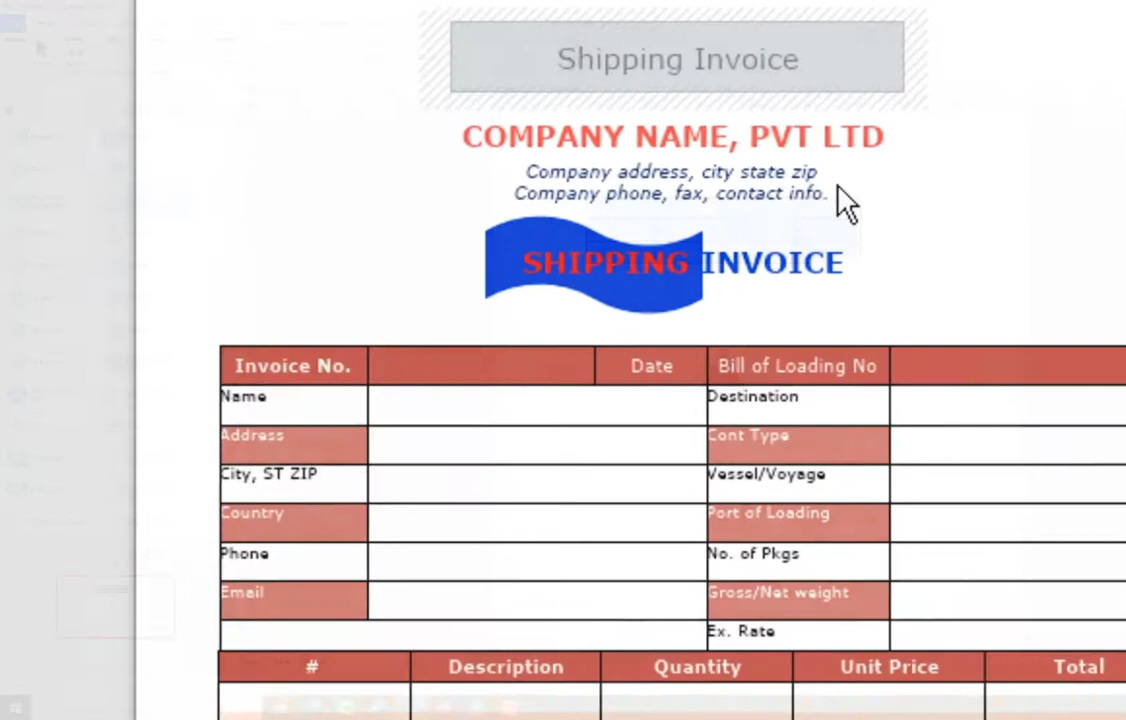 Shipping Invoice
COMPANY NAME, PVT LTD
Company address, city state zip
Company phone, fax, contact info.
SHIPPING INVOICE
Invoice No. Date Bill of Loading No
Name Destination
Address Cont Type
City, ST ZIP Vessel/Voyage
Country Port of Loading
Phone No. of Pkgs
Email Gross/Net weight
Ex. Rate
# Description Quantity Unit Price Total